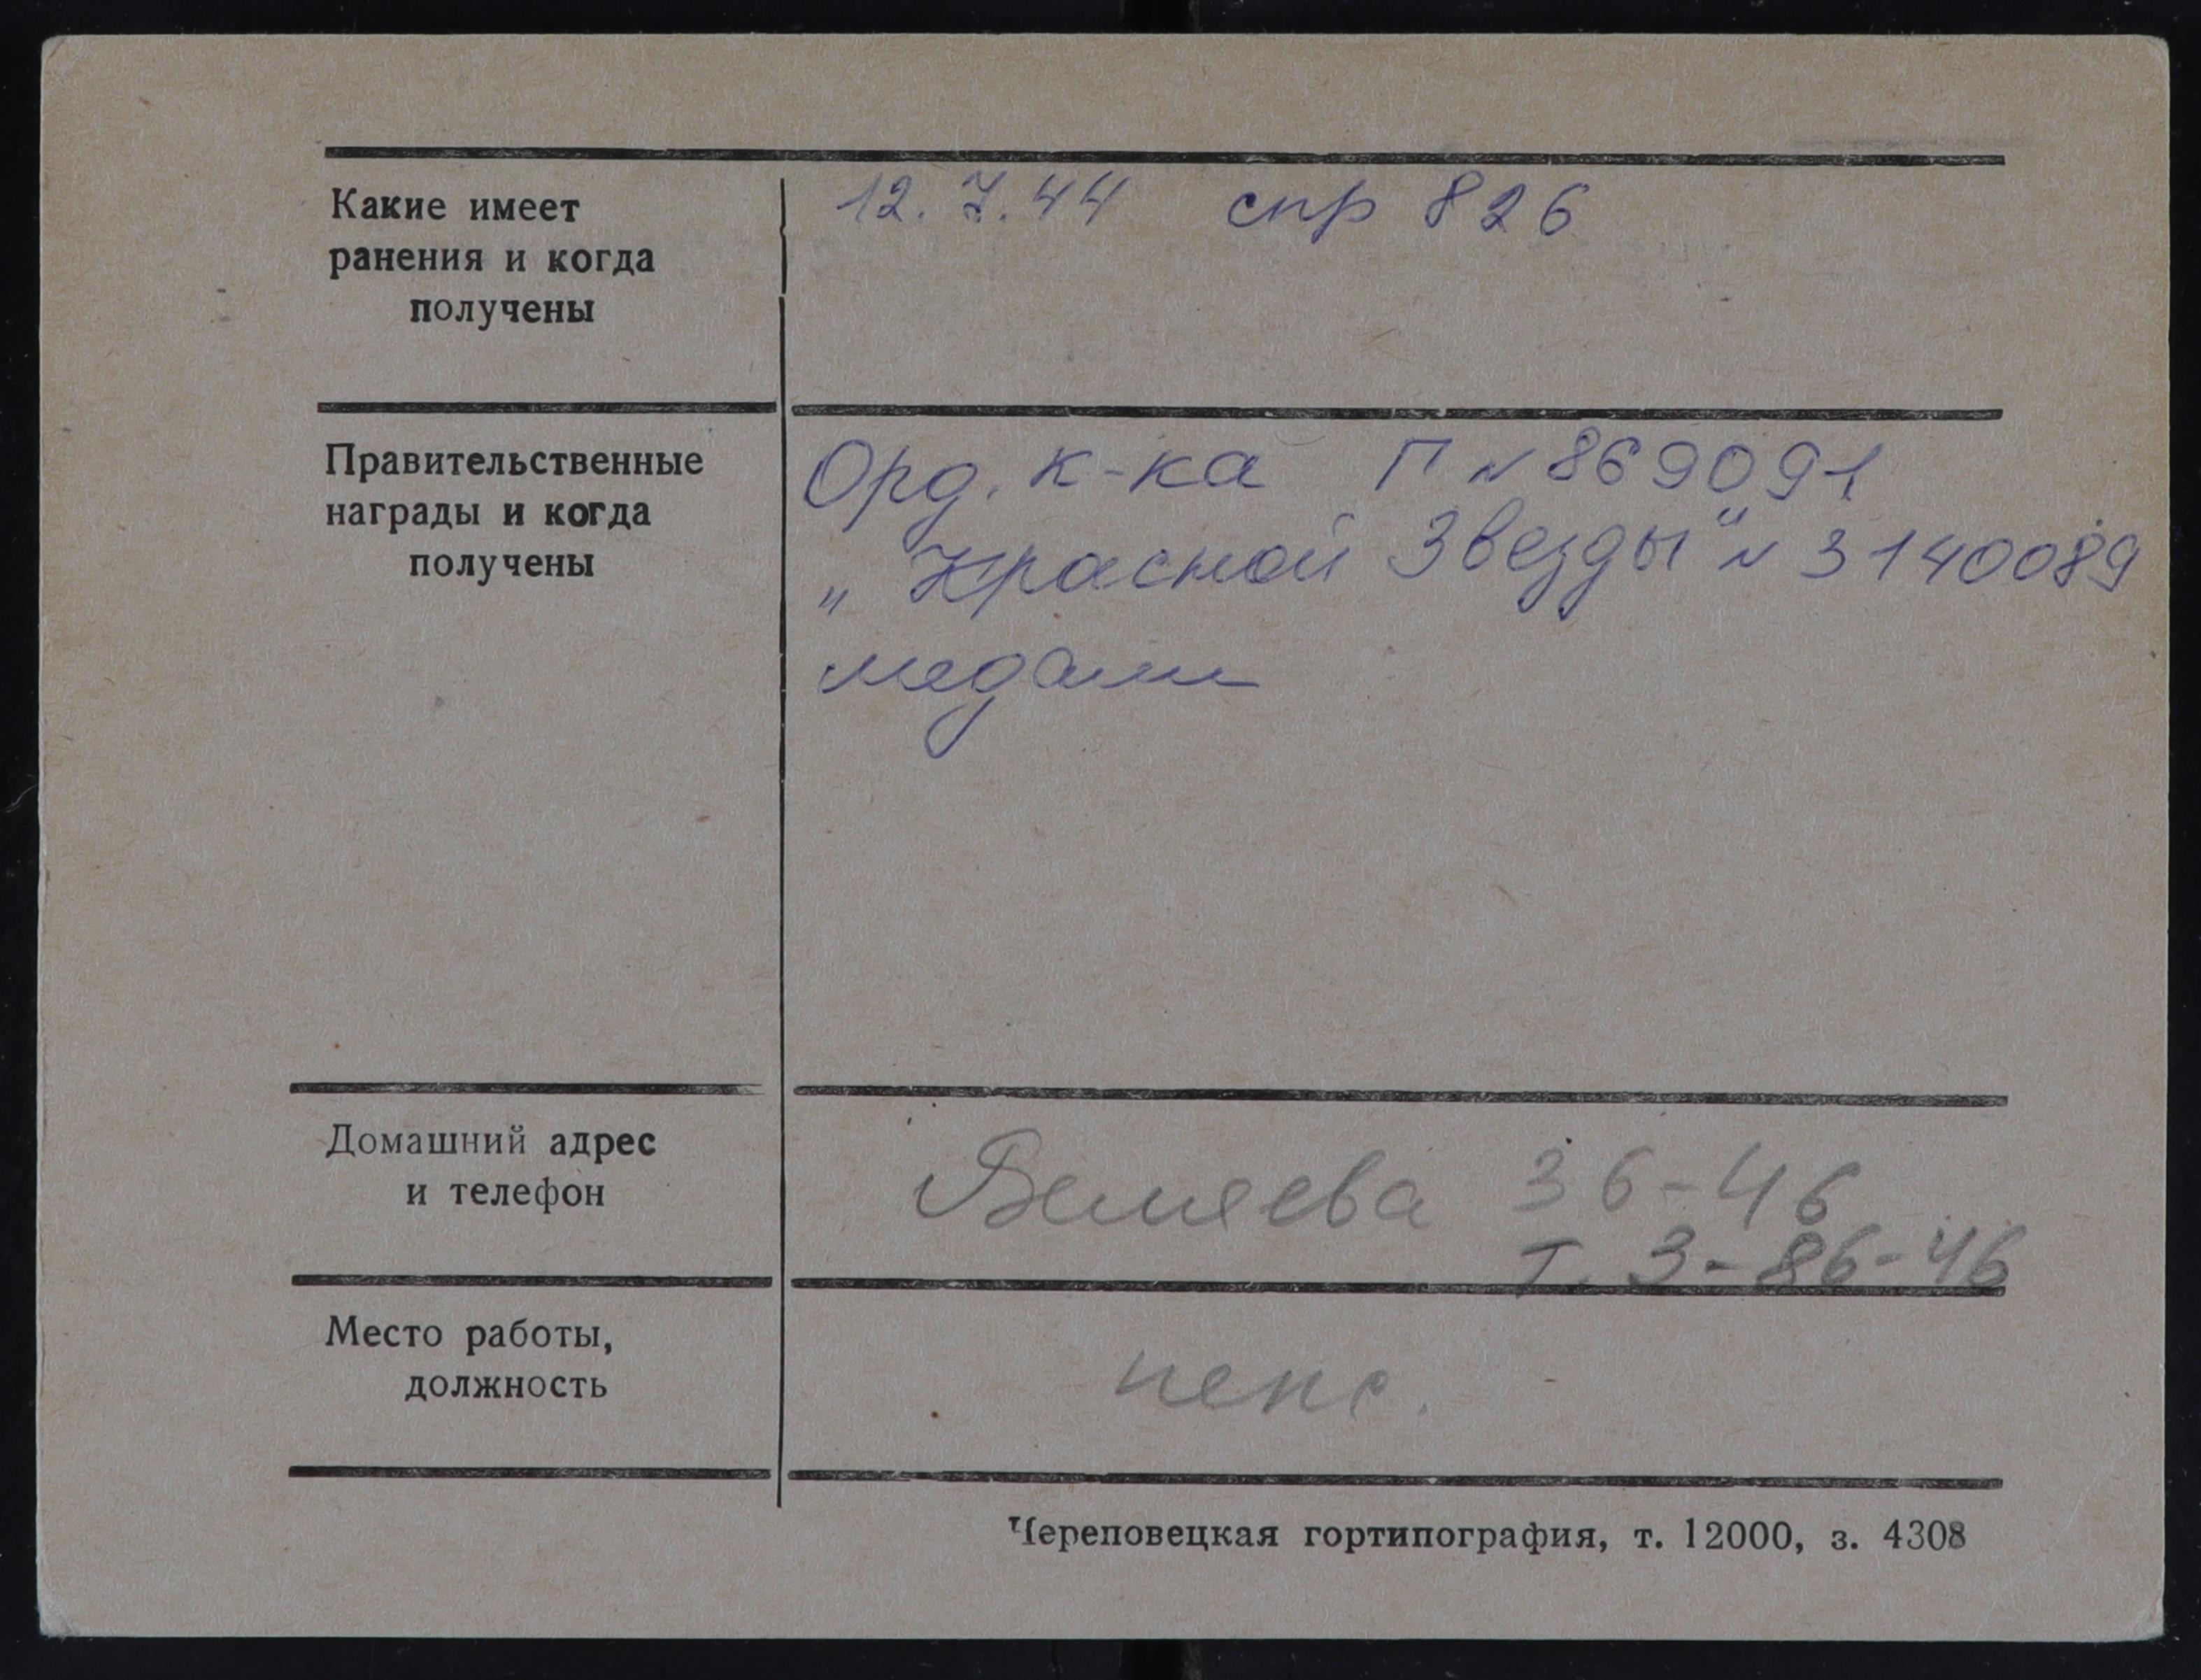 Какие имеет 12. 7. 44 спр 826
ранения и когда
получены
Правительственные Орд. к-ка П № 869091
награды и когда „Красной Звезды" № 3140089
получены
медали
Домашний адрес Беляева 36-46
и телефон т. 3-86-46
Место работы,
должность пенс.
Череповецкая гортипография, т. 12000, з. 4308